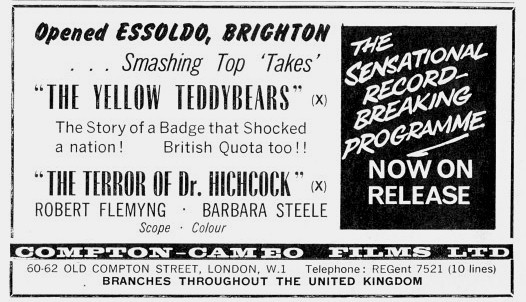 Opened ESSOLDO, BRIGHTON
. . . Smashing Top 'Takes'
"THE YELLOW TEDDYBEARS" (X)
The Story of a Badge that Shocked
a nation! British Quota too!!
"THE TERROR OF Dr. HICHCOCK" (X)
ROBERT FLEMYNG · BARBARA STEELE
Scope · Colour
THE
SENSATIONAL
RECORD-
BREAKING
PROGRAMME
NOW ON
RELEASE
COMPTON-CAMEO FILMS LTD
60-62 OLD COMPTON STREET, LONDON, W.1 Telephone: REGent 7521 (10 lines)
BRANCHES THROUGHOUT THE UNITED KINGDOM